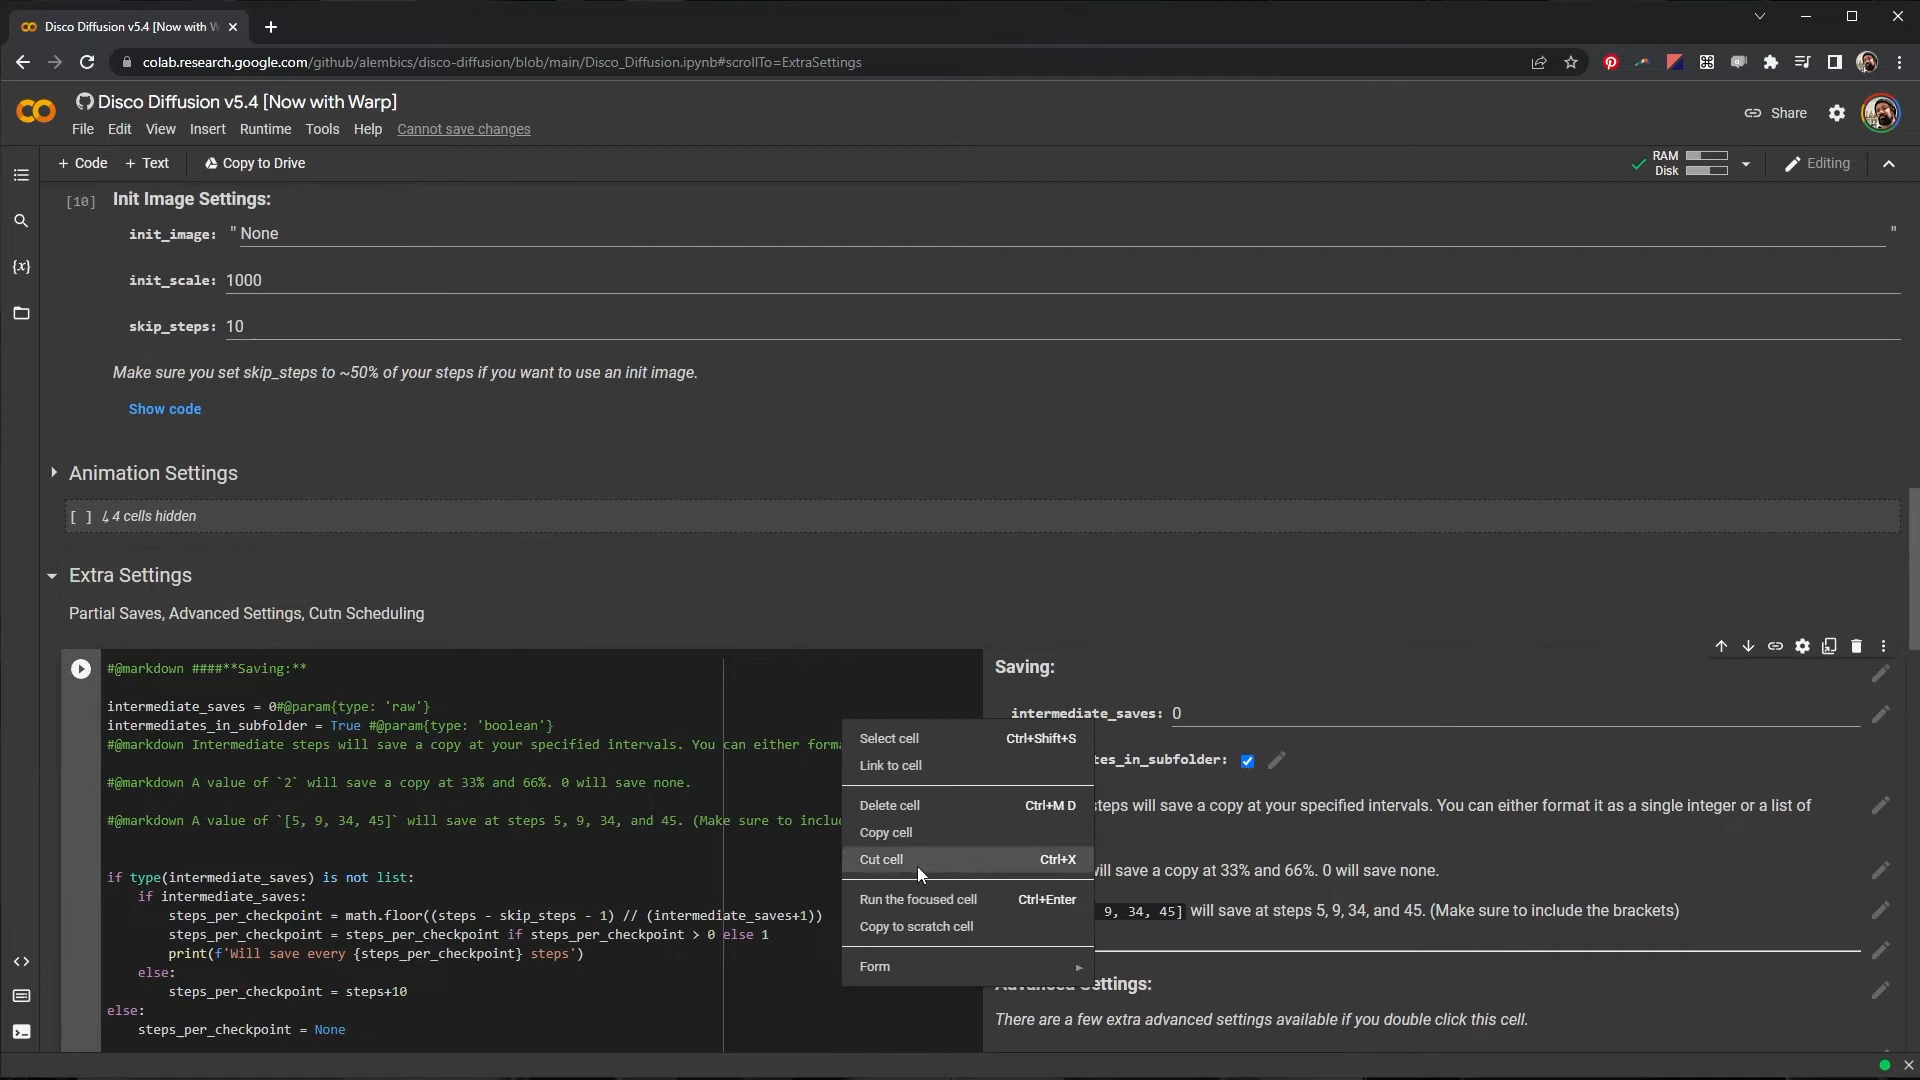 Disco Diffusion v5.4 [Now with W
colab.research.google.com/github/alembics/disco-diffusion/blob/main/Disco_Diffusion.ipynb#scrollTo=ExtraSettings
Disco Diffusion v5.4 [Now with Warp]
Share
File Edit View Insert Runtime Tools Help Cannot save changes
+ Code + Text Copy to Drive
RAM
Disk
Editing
[10] Init Image Settings:
init_image: " None "
init_scale: 1000
skip_steps: 10
Make sure you set skip_steps to ~50% of your steps if you want to use an init image.
Show code
Animation Settings
[ ] ↳ 4 cells hidden
Extra Settings
Partial Saves, Advanced Settings, Cutn Scheduling
#@markdown ####**Saving:**
intermediate_saves = 0#@param{type: 'raw'}
intermediates_in_subfolder = True #@param{type: 'boolean'}
#@markdown Intermediate steps will save a copy at your specified intervals. You can either forma
#@markdown A value of `2` will save a copy at 33% and 66%. 0 will save none.
#@markdown A value of `[5, 9, 34, 45]` will save at steps 5, 9, 34, and 45. (Make sure to inclu
if type(intermediate_saves) is not list:
if intermediate_saves:
steps_per_checkpoint = math.floor((steps - skip_steps - 1) // (intermediate_saves+1))
steps_per_checkpoint = steps_per_checkpoint if steps_per_checkpoint > 0 else 1
print(f'Will save every {steps_per_checkpoint} steps')
else:
steps_per_checkpoint = steps+10
else:
steps_per_checkpoint = None
Select cell Ctrl+Shift+S
Link to cell
Delete cell Ctrl+M D
Copy cell
Cut cell Ctrl+X
Run the focused cell Ctrl+Enter
Copy to scratch cell
Form
Saving:
intermediate_saves: 0
tes_in_subfolder:
steps will save a copy at your specified intervals. You can either format it as a single integer or a list of
will save a copy at 33% and 66%. 0 will save none.
9, 34, 45] will save at steps 5, 9, 34, and 45. (Make sure to include the brackets)
Advanced Settings:
There are a few extra advanced settings available if you double click this cell.